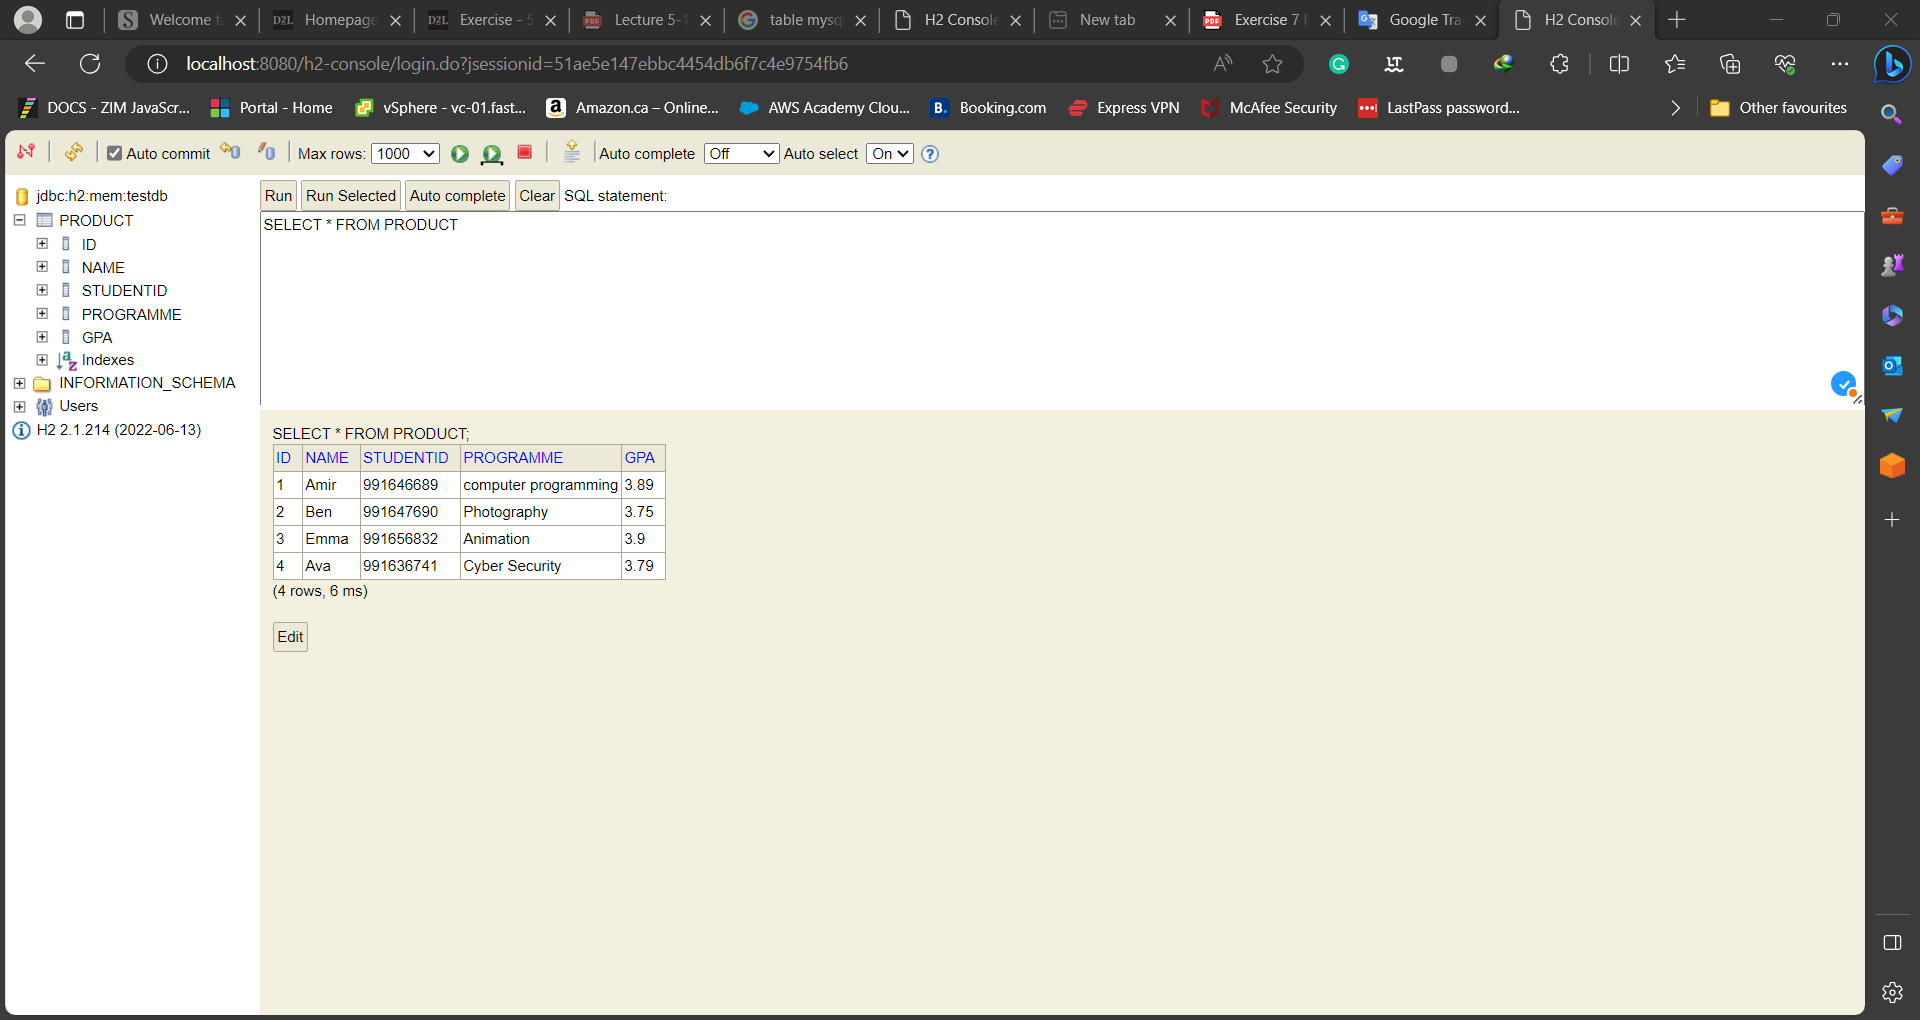 Welcome t
D2L Homepage
D2L Exercise - 5
PDF Lecture 5-1
table mysq
H2 Console
New tab
PDF Exercise 7
Google Tra
H2 Console
localhost:8080/h2-console/login.do?jsessionid=51ae5e147ebbc4454db6f7c4e9754fb6
DOCS - ZIM JavaScr...
Portal - Home
vSphere - vc-01.fast...
Amazon.ca – Online...
AWS Academy Clou...
B. Booking.com
Express VPN
McAfee Security
LastPass password...
Other favourites
Auto commit
Max rows: 1000
Auto complete Off
Auto select On
jdbc:h2:mem:testdb
PRODUCT
ID
NAME
STUDENTID
PROGRAMME
GPA
Indexes
INFORMATION_SCHEMA
Users
H2 2.1.214 (2022-06-13)
Run Run Selected Auto complete Clear SQL statement:
SELECT * FROM PRODUCT
SELECT * FROM PRODUCT;
ID NAME STUDENTID PROGRAMME GPA
1 Amir 991646689 computer programming 3.89
2 Ben 991647690 Photography 3.75
3 Emma 991656832 Animation 3.9
4 Ava 991636741 Cyber Security 3.79
(4 rows, 6 ms)
Edit